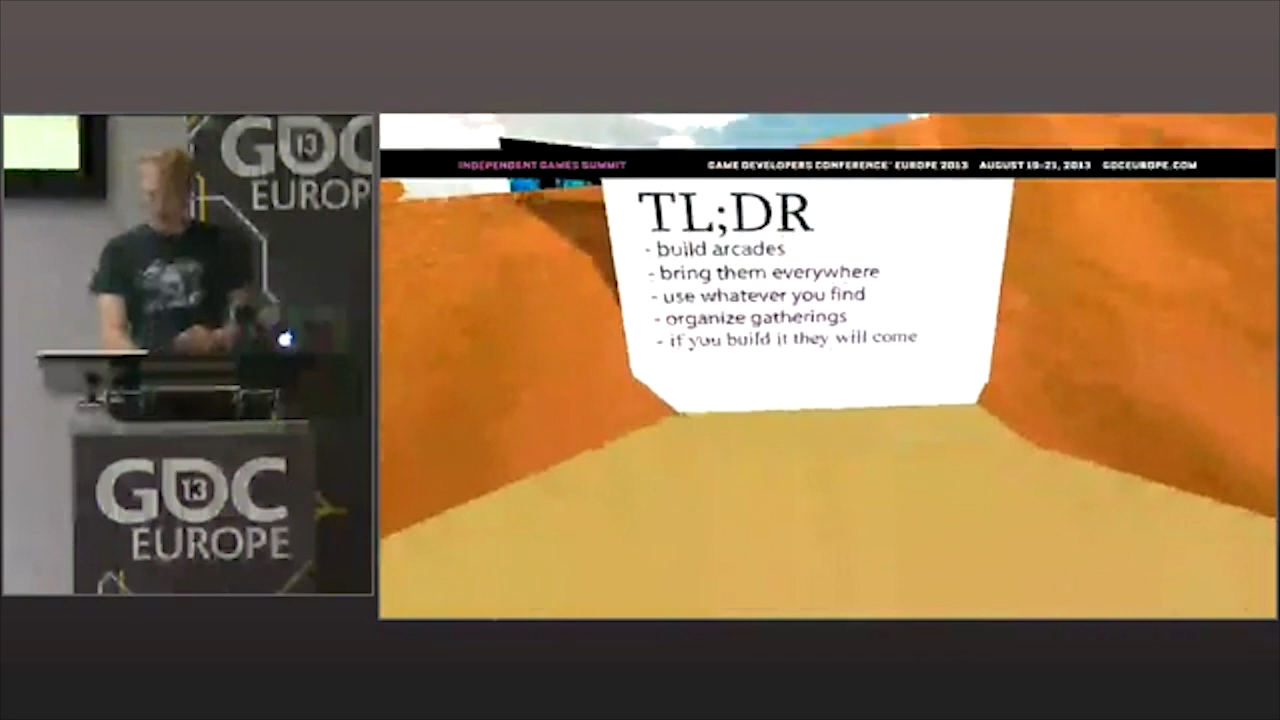 GDC 13
EUROP
GDC 13
EUROPE
INDEPENDENT GAMES SUMMIT GAME DEVELOPERS CONFERENCE EUROPE 2013 AUGUST 19-21, 2013 GDCEUROPE.COM
TL;DR
- build arcades
- bring them everywhere
- use whatever you find
- organize gatherings
- if you build it they will come